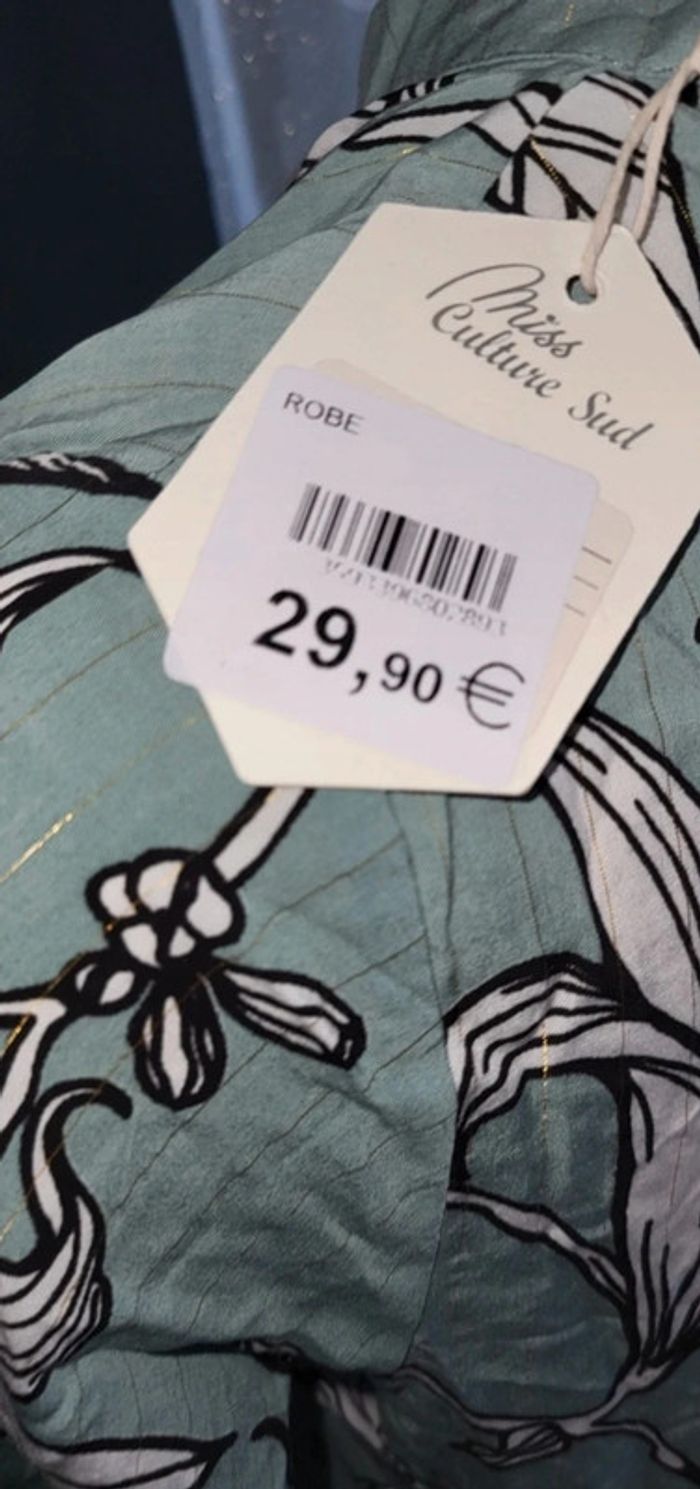 Miss
Culture Sud
ROBE
29,90 €